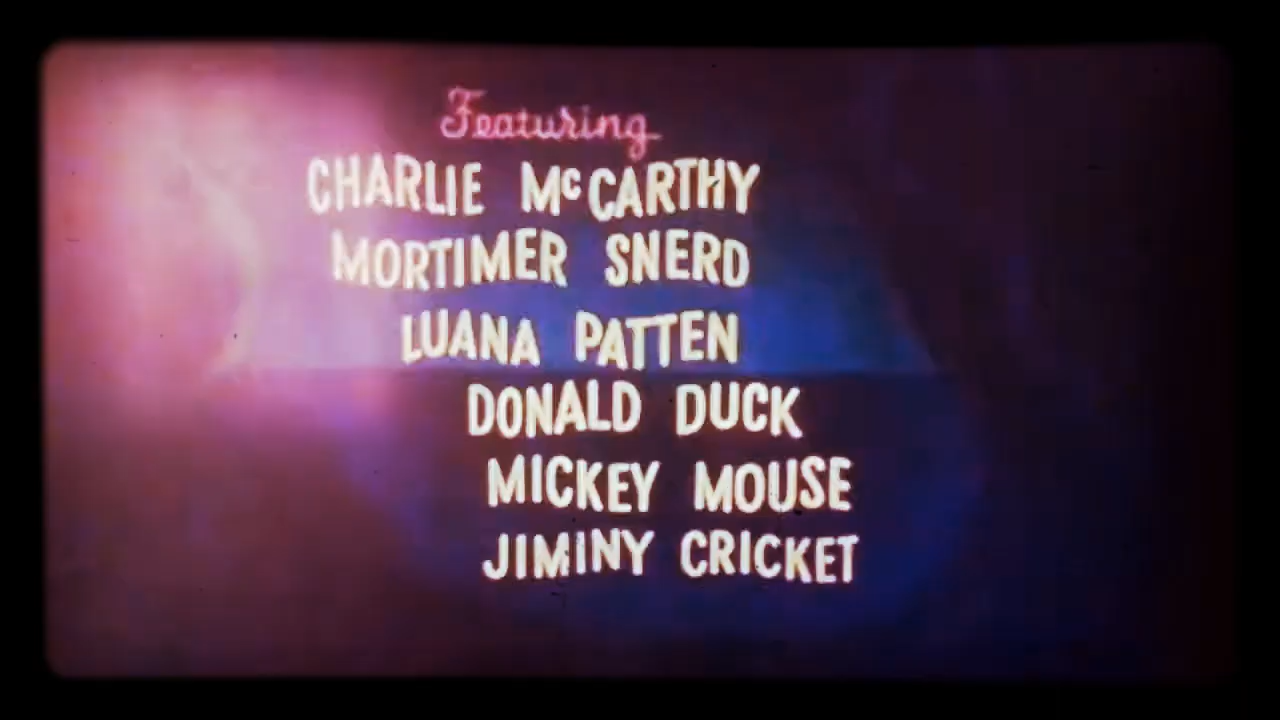 Featuring
CHARLIE McCARTHY
MORTIMER SNERD
LUANA PATTEN
DONALD DUCK
MICKEY MOUSE
JIMINY CRICKET